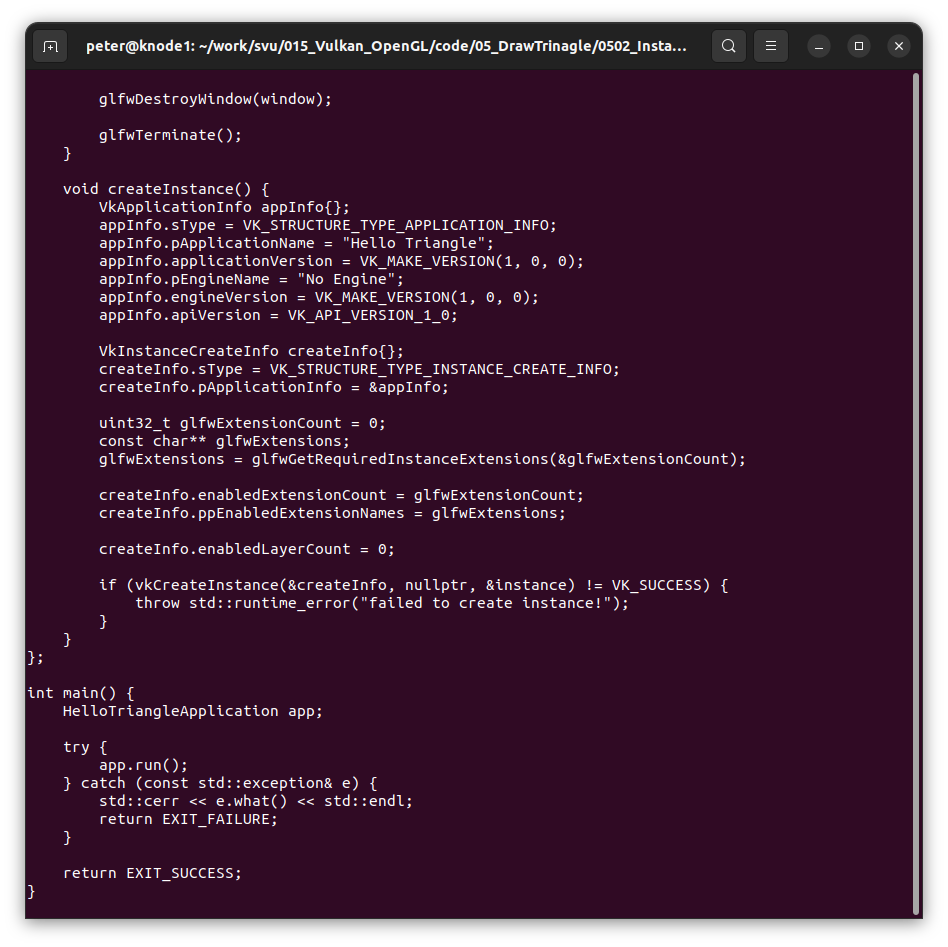 peter@knode1: ~/work/svu/015_Vulkan_OpenGL/code/05_DrawTrinagle/0502_Insta...
        glfwDestroyWindow(window);

        glfwTerminate();
    }

    void createInstance() {
        VkApplicationInfo appInfo{};
        appInfo.sType = VK_STRUCTURE_TYPE_APPLICATION_INFO;
        appInfo.pApplicationName = "Hello Triangle";
        appInfo.applicationVersion = VK_MAKE_VERSION(1, 0, 0);
        appInfo.pEngineName = "No Engine";
        appInfo.engineVersion = VK_MAKE_VERSION(1, 0, 0);
        appInfo.apiVersion = VK_API_VERSION_1_0;

        VkInstanceCreateInfo createInfo{};
        createInfo.sType = VK_STRUCTURE_TYPE_INSTANCE_CREATE_INFO;
        createInfo.pApplicationInfo = &appInfo;

        uint32_t glfwExtensionCount = 0;
        const char** glfwExtensions;
        glfwExtensions = glfwGetRequiredInstanceExtensions(&glfwExtensionCount);

        createInfo.enabledExtensionCount = glfwExtensionCount;
        createInfo.ppEnabledExtensionNames = glfwExtensions;

        createInfo.enabledLayerCount = 0;

        if (vkCreateInstance(&createInfo, nullptr, &instance) != VK_SUCCESS) {
            throw std::runtime_error("failed to create instance!");
        }
    }
};

int main() {
    HelloTriangleApplication app;

    try {
        app.run();
    } catch (const std::exception& e) {
        std::cerr << e.what() << std::endl;
        return EXIT_FAILURE;
    }

    return EXIT_SUCCESS;
}